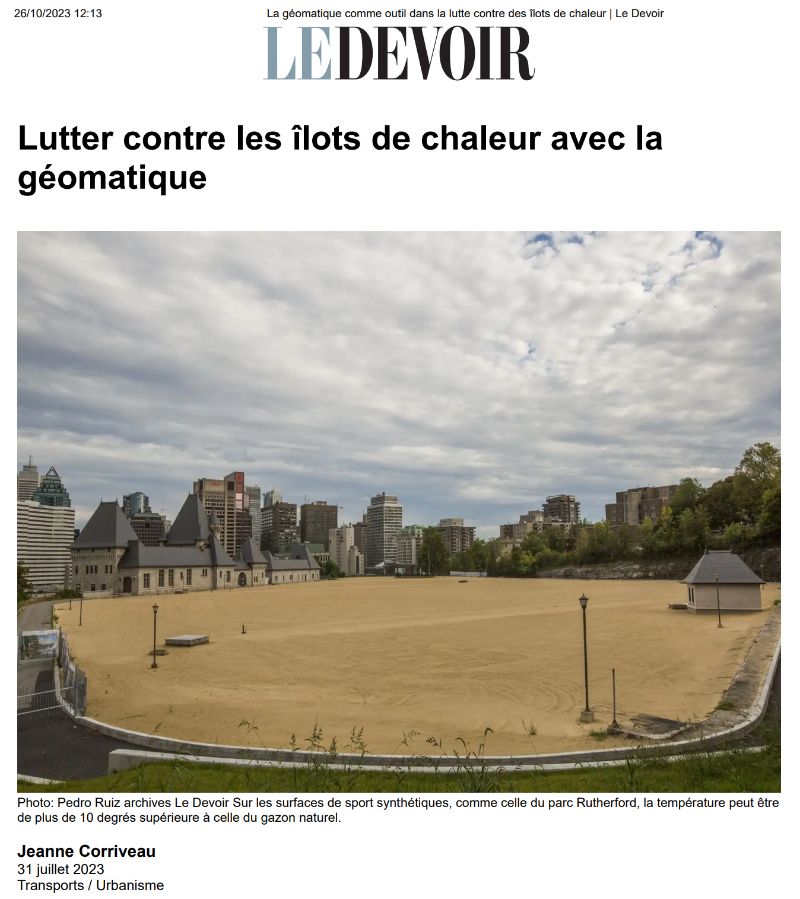 26/10/2023 12:13
La géomatique comme outil dans la lutte contre des îlots de chaleur | Le Devoir
LE DEVOIR
Lutter contre les îlots de chaleur avec la
géomatique
Photo: Pedro Ruiz archives Le Devoir Sur les surfaces de sport synthétiques, comme celle du parc Rutherford, la température peut être
de plus de 10 degrés supérieure à celle du gazon naturel.
Jeanne Corriveau
31 juillet 2023
Transports / Urbanisme